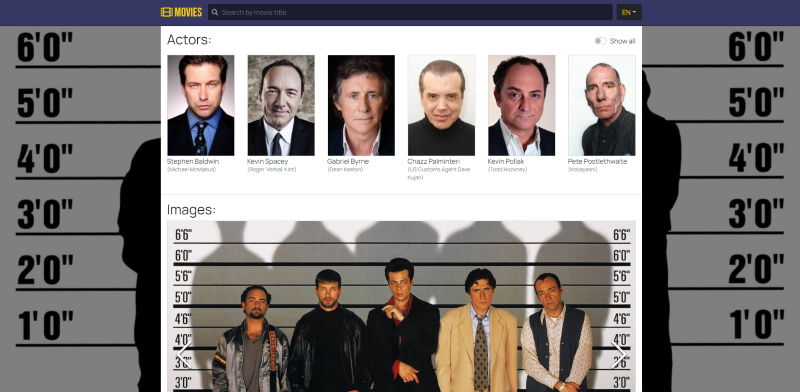 MOVIES
Search by movie title
EN
6'0"
5'0"
4'0"
3'0"
2'0"
1'0"
Actors:
Show all
Stephen Baldwin
(Michael McManus)
Kevin Spacey
(Roger 'Verbal' Kint)
Gabriel Byrne
(Dean Keaton)
Chazz Palminteri
(US Customs Agent Dave
Kujan)
Kevin Pollak
(Todd Hockney)
Pete Postlethwaite
(Kobayashi)
Images:
6'6"
6'0"
5'6"
5'0"
4'6"
4'0"
3'6"
3'0"
6'6"
6'0"
5'6"
5'0"
4'6"
4'0"
3'6"
3'0"
6'0"
5'0"
4'0"
3'0"
2'0"
1'0"